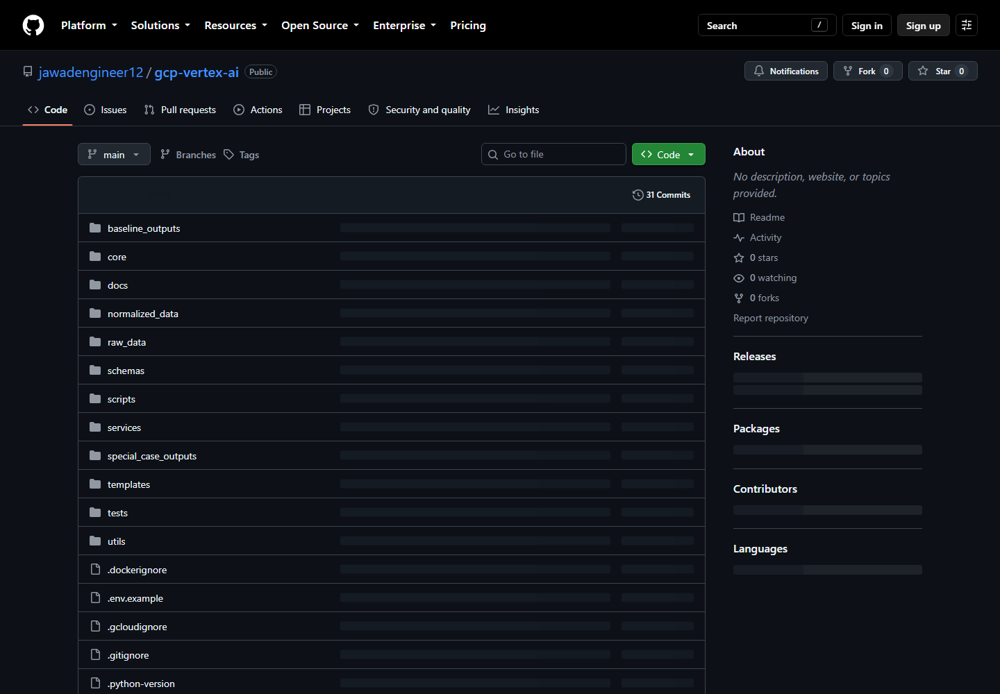 Platform Solutions Resources Open Source Enterprise Pricing Search / Sign in Sign up
jawadengineer12 / gcp-vertex-ai Public Notifications Fork 0 Star 0
Code Issues Pull requests Actions Projects Security and quality Insights
main Branches Tags Go to file Code
31 Commits
baseline_outputs
core
docs
normalized_data
raw_data
schemas
scripts
services
special_case_outputs
templates
tests
utils
.dockerignore
.env.example
.gcloudignore
.gitignore
.python-version
About
No description, website, or topics
provided.
Readme
Activity
0 stars
0 watching
0 forks
Report repository
Releases
Packages
Contributors
Languages